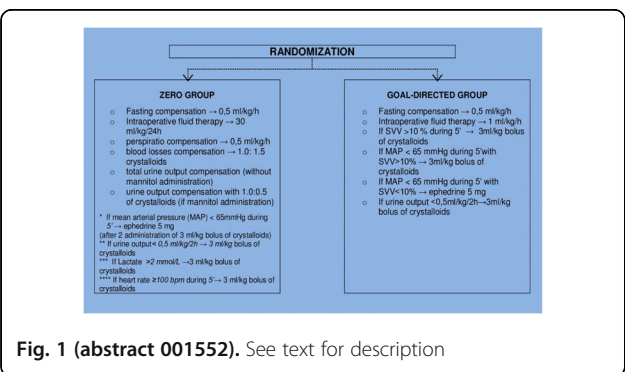 RANDOMIZATION
ZERO GROUP
o Fasting compensation → 0,5 ml/kg/h
o Intraoperative fluid therapy → 30
ml/kg/24h
o perspiratio compensation → 0,5 ml/kg/h
o blood losses compensation → 1.0: 1.5
crystalloids
o total urine output compensation (without
mannitol administration)
o urine output compensation with 1.0:0.5
of crystalloids (if mannitol administration)
* If mean arterial pressure (MAP) < 65mmHg during
5'→ ephedrine 5 mg
(after 2 administration of 3 ml/kg bolus of crystalloids)
** If urine output< 0,5 ml/kg/2h → 3 ml/kg bolus of
crystalloids
*** If Lactate >2 mmol/L →3 ml/kg bolus of
crystalloids
**** If heart rate ≥100 bpm during 5'→ 3 ml/kg bolus of
crystalloids
GOAL-DIRECTED GROUP
o Fasting compensation → 0,5 ml/kg/h
o Intraoperative fluid therapy → 1 ml/kg/h
o If SVV >10 % during 5' → 3ml/kg bolus
of crystalloids
o If MAP < 65 mmHg during 5'with
SVV>10% → 3ml/kg bolus of
crystalloids
o If MAP < 65 mmHg during 5' with
SVV<10% → ephedrine 5 mg
o If urine output <0,5ml/kg/2h→3ml/kg
bolus of crystalloids
Fig. 1 (abstract 001552). See text for description